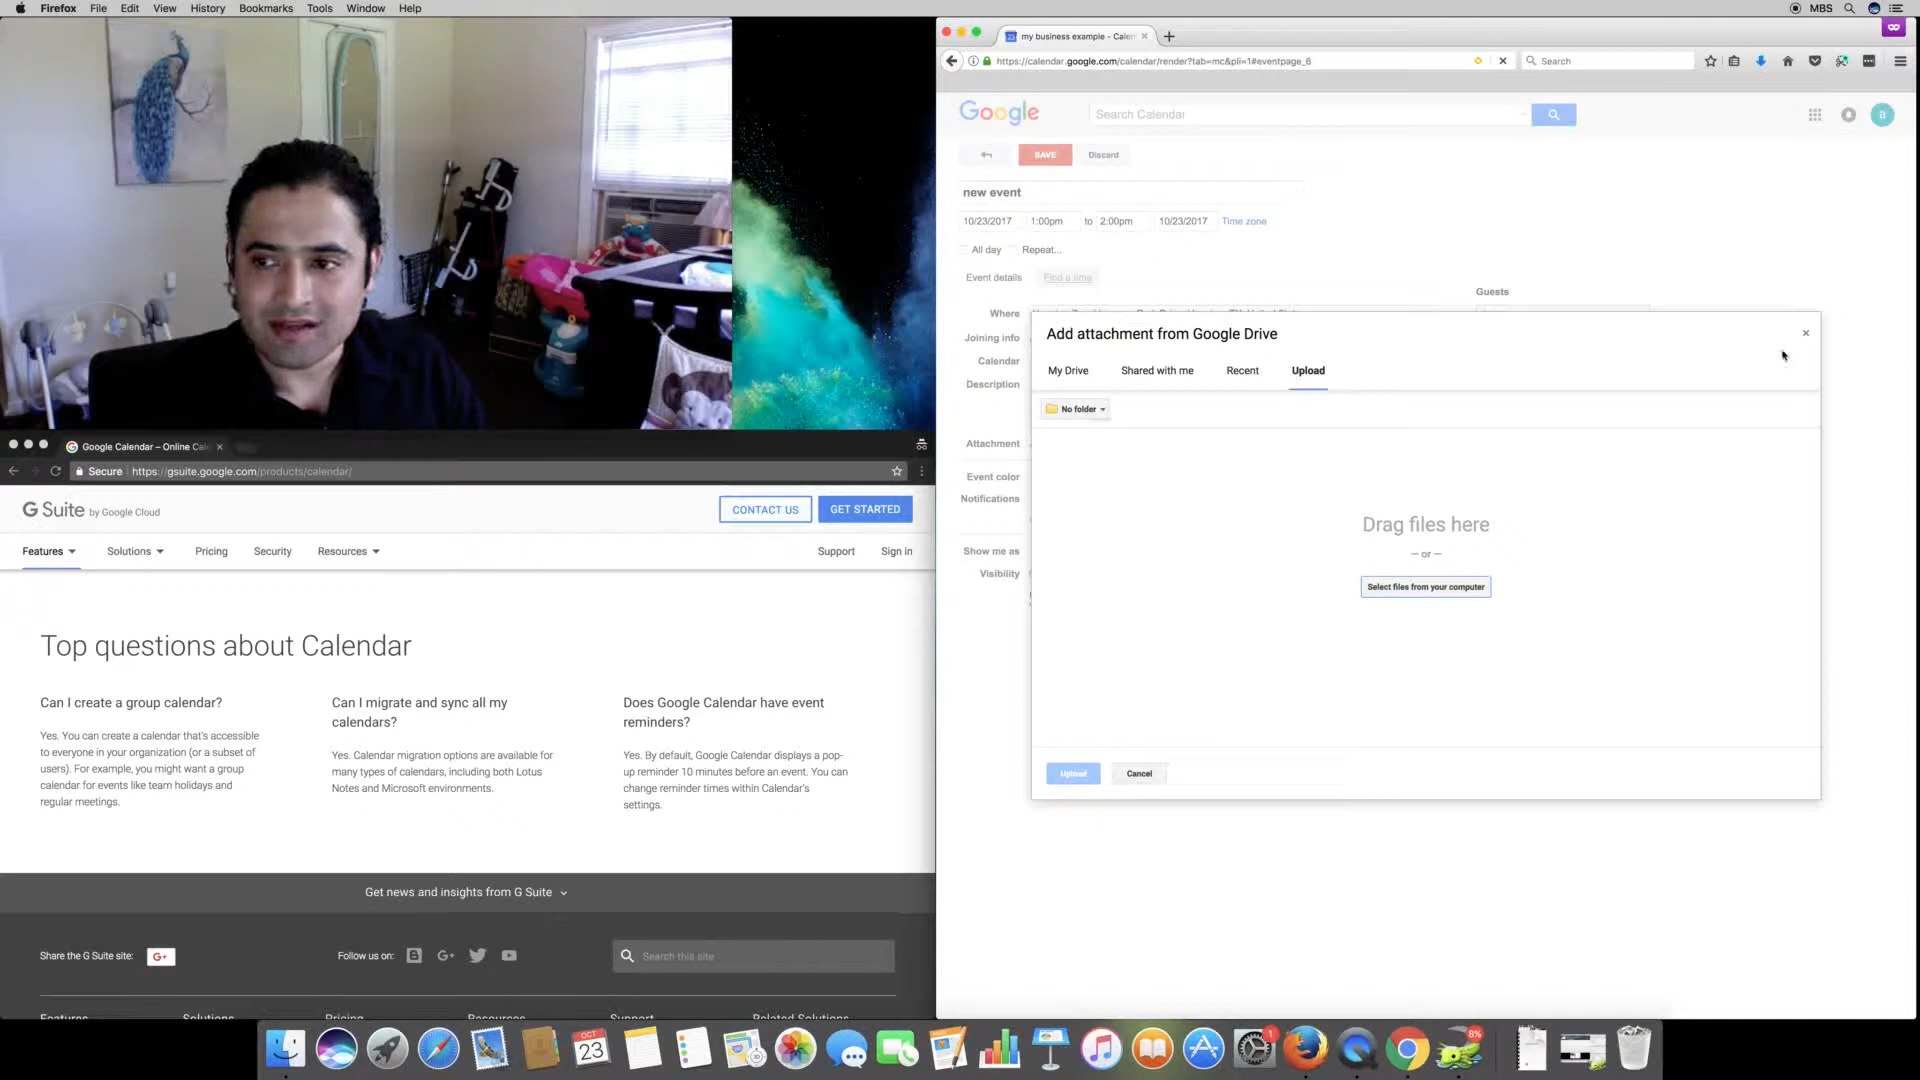 Firefox File Edit View History Bookmarks Tools Window Help
MBS
my business example - Calen
https://calendar.google.com/calendar/render?tab=mc&pli=1#eventpage_6
Search
Google
Search Calendar
a
SAVE
Discard
new event
10/23/2017 1:00pm to 2:00pm 10/23/2017 Time zone
All day Repeat...
Event details Find a time
Guests
Where
Joining info
Calendar
Description
Attachment
Event color
Notifications
Show me as
Visibility
Add attachment from Google Drive
My Drive Shared with me Recent Upload
No folder
Drag files here
— or —
Select files from your computer
Upload Cancel
Google Calendar – Online Cal
Secure https://gsuite.google.com/products/calendar/
G Suite by Google Cloud
CONTACT US GET STARTED
Features Solutions Pricing Security Resources Support Sign in
Top questions about Calendar
Can I create a group calendar?
Yes. You can create a calendar that's accessible
to everyone in your organization (or a subset of
users). For example, you might want a group
calendar for events like team holidays and
regular meetings.
Can I migrate and sync all my
calendars?
Yes. Calendar migration options are available for
many types of calendars, including both Lotus
Notes and Microsoft environments.
Does Google Calendar have event
reminders?
Yes. By default, Google Calendar displays a pop-
up reminder 10 minutes before an event. You can
change reminder times within Calendar's
settings.
Get news and insights from G Suite
Share the G Suite site: G+
Follow us on: G+
Search this site
Features Solutions Pricing Resources Support Related Solutions
OCT
23
1
8%